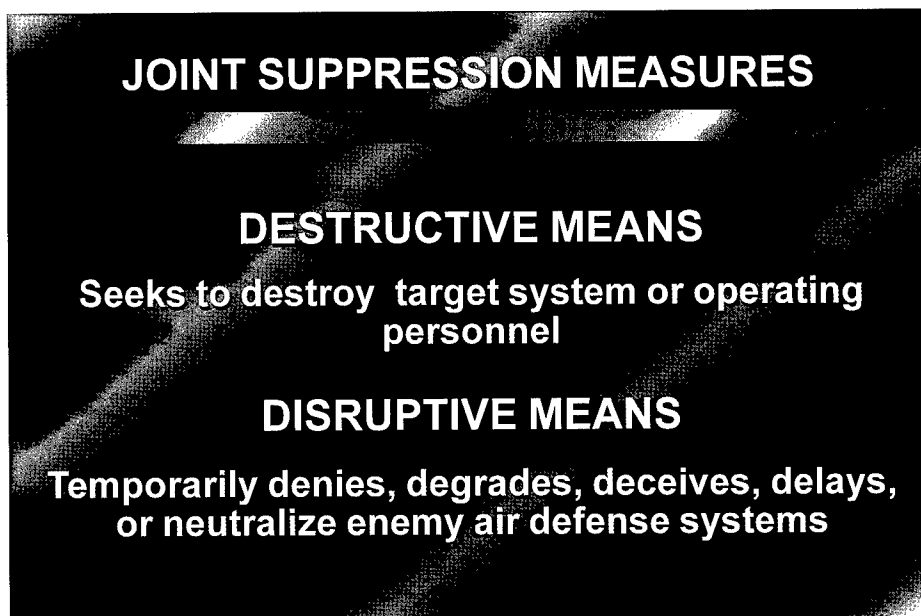 JOINT SUPPRESSION MEASURES
DESTRUCTIVE MEANS
Seeks to destroy target system or operating
personnel
DISRUPTIVE MEANS
Temporarily denies, degrades, deceives, delays,
or neutralize enemy air defense systems